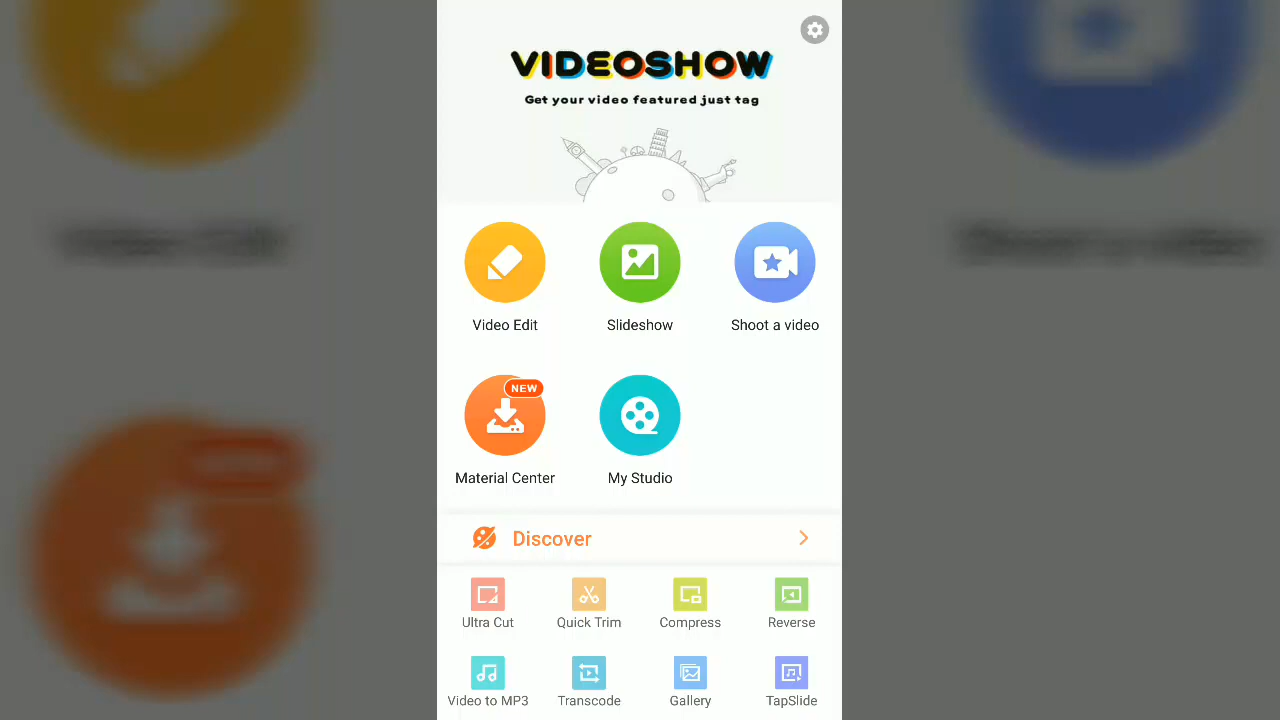 VIDEOSHOW
Get your video featured just tag
Video Edit
Slideshow
Shoot a video
NEW
Material Center
My Studio
Discover
Ultra Cut
Quick Trim
Compress
Reverse
Video to MP3
Transcode
Gallery
TapSlide